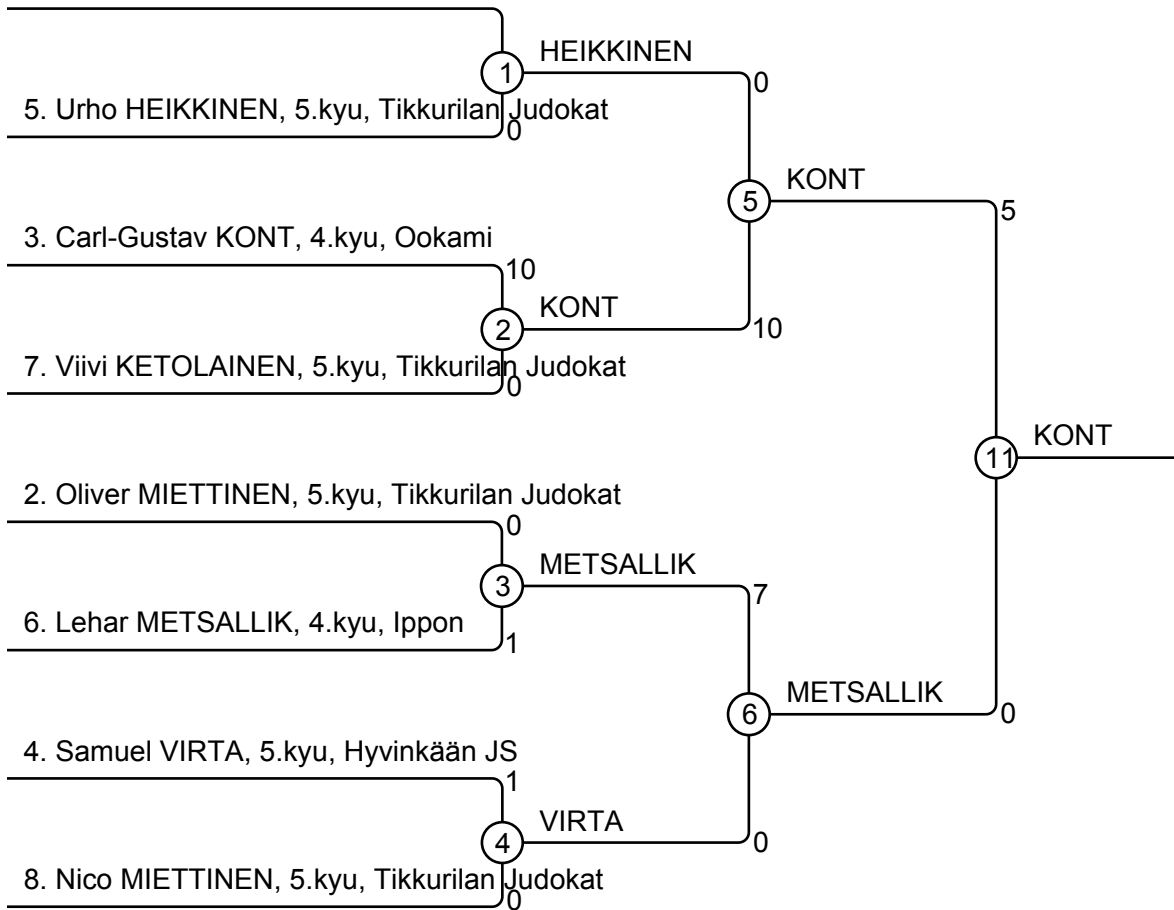 HEIKKINEN
1
0
5. Urho HEIKKINEN, 5.kyu, Tikkurilan Judokat
0
KONT
5
5
3. Carl-Gustav KONT, 4.kyu, Ookami
10
KONT
2
10
7. Viivi KETOLAINEN, 5.kyu, Tikkurilan Judokat
0
KONT
11
2. Oliver MIETTINEN, 5.kyu, Tikkurilan Judokat
0
METSALLIK
3
7
6. Lehar METSALLIK, 4.kyu, Ippon
1
METSALLIK
6
0
4. Samuel VIRTA, 5.kyu, Hyvinkään JS
1
VIRTA
4
0
8. Nico MIETTINEN, 5.kyu, Tikkurilan Judokat
0